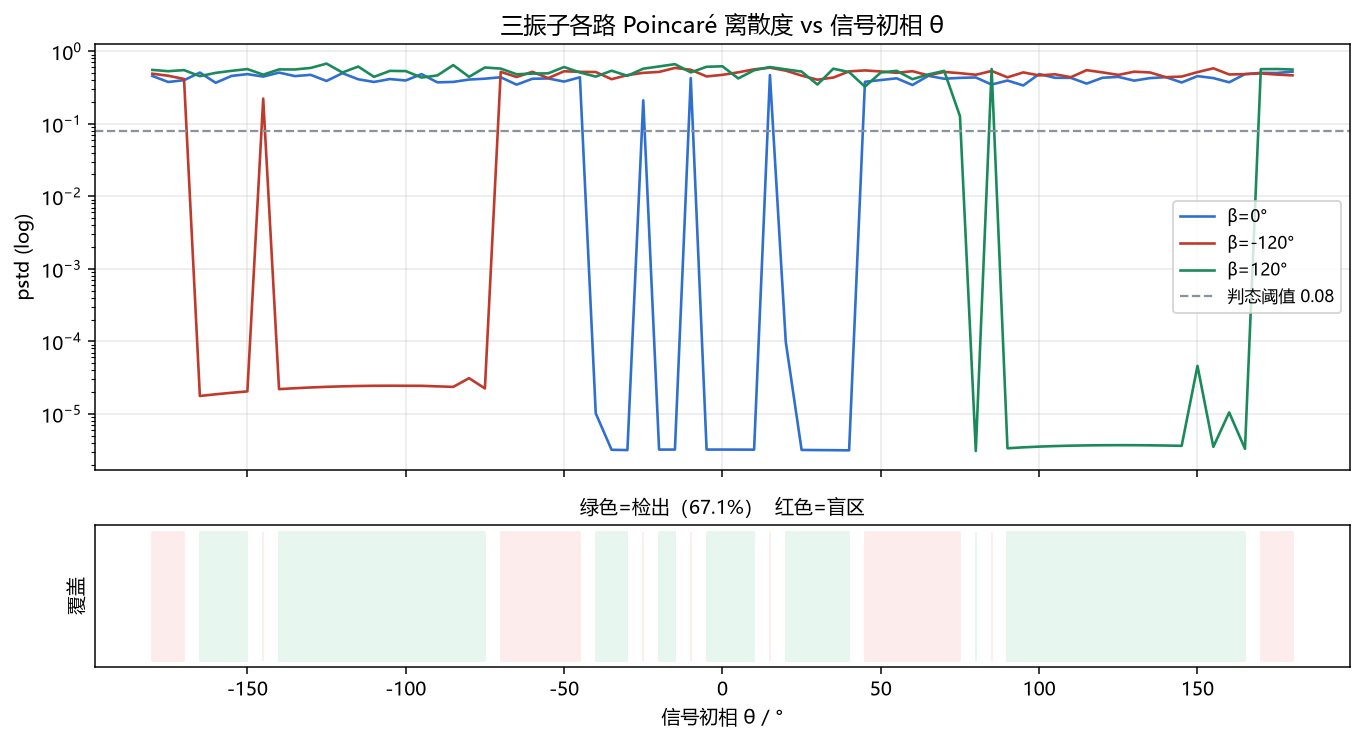 三振子各路 Poincaré 离散度 vs 信号初相 θ
pstd (log)
10⁰
10⁻¹
10⁻²
10⁻³
10⁻⁴
10⁻⁵
β=0°
β=-120°
β=120°
判态阈值 0.08
绿色=检出（67.1%） 红色=盲区
覆盖
-150
-100
-50
0
50
100
150
信号初相 θ / °